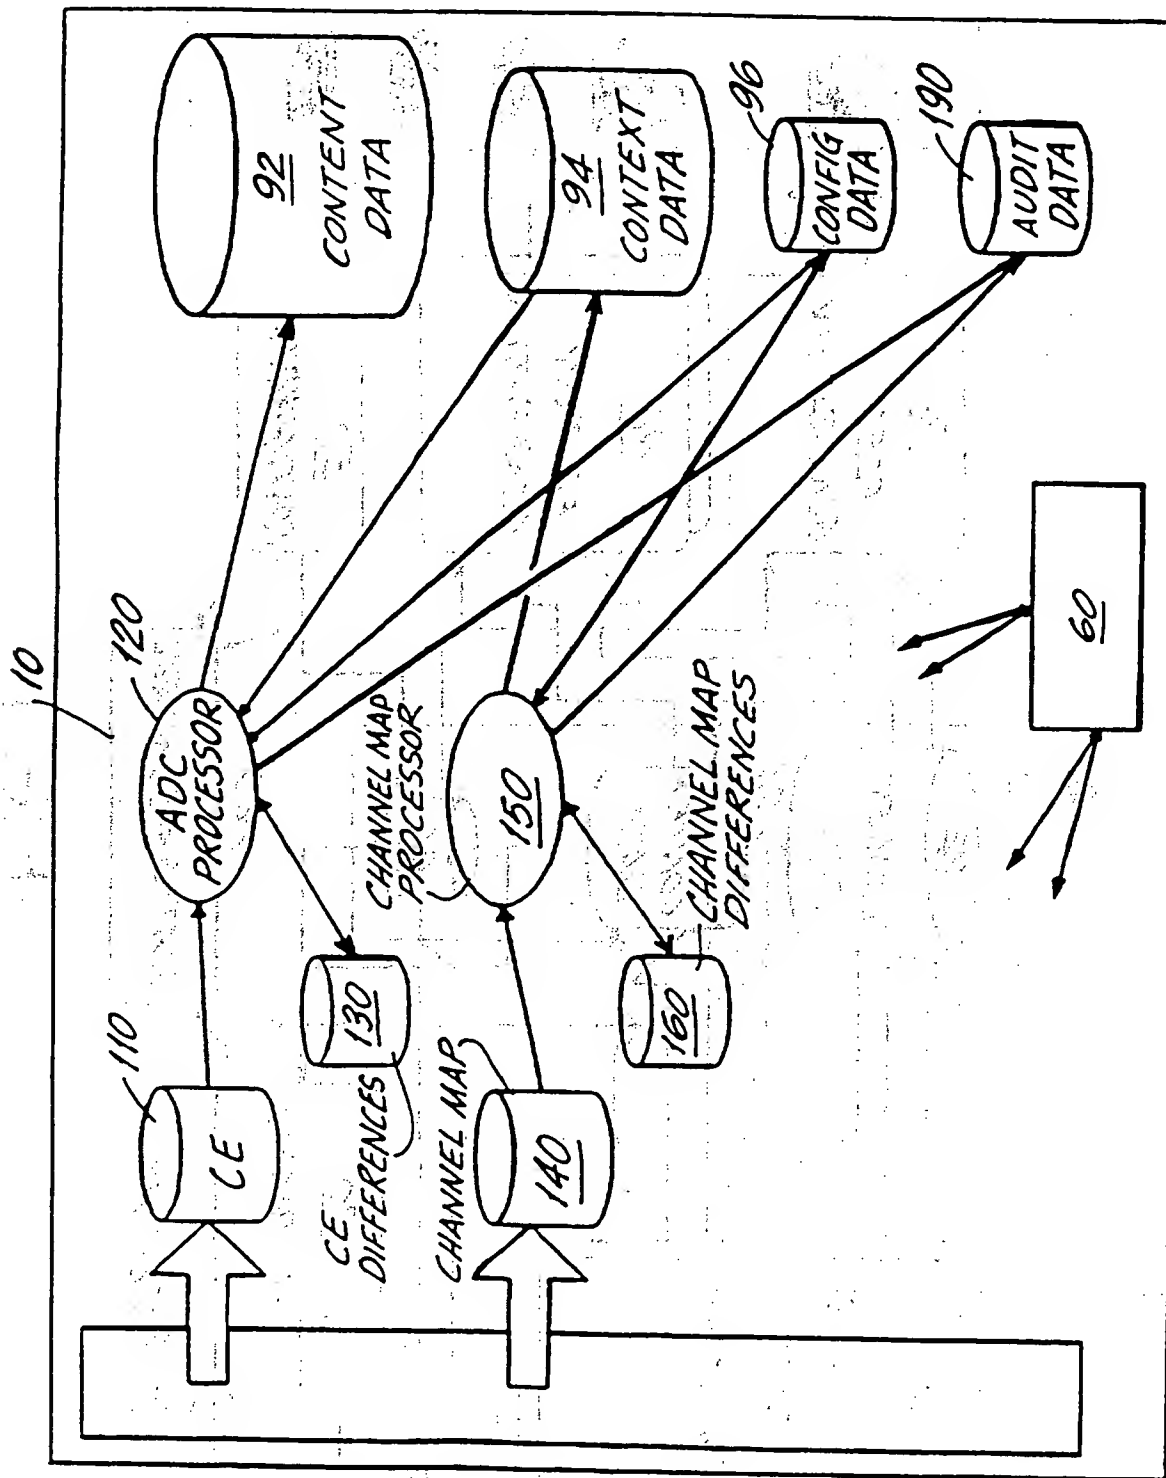 10
110
CE
120
ADC
PROCESSOR
92
CONTENT
DATA
CE
DIFFERENCES
130
CHANNEL MAP
PROCESSOR
94
CONTEXT
DATA
CHANNEL MAP
140
150
160
CHANNEL MAP
DIFFERENCES
96
CONFIG
DATA
190
AUDIT
DATA
60